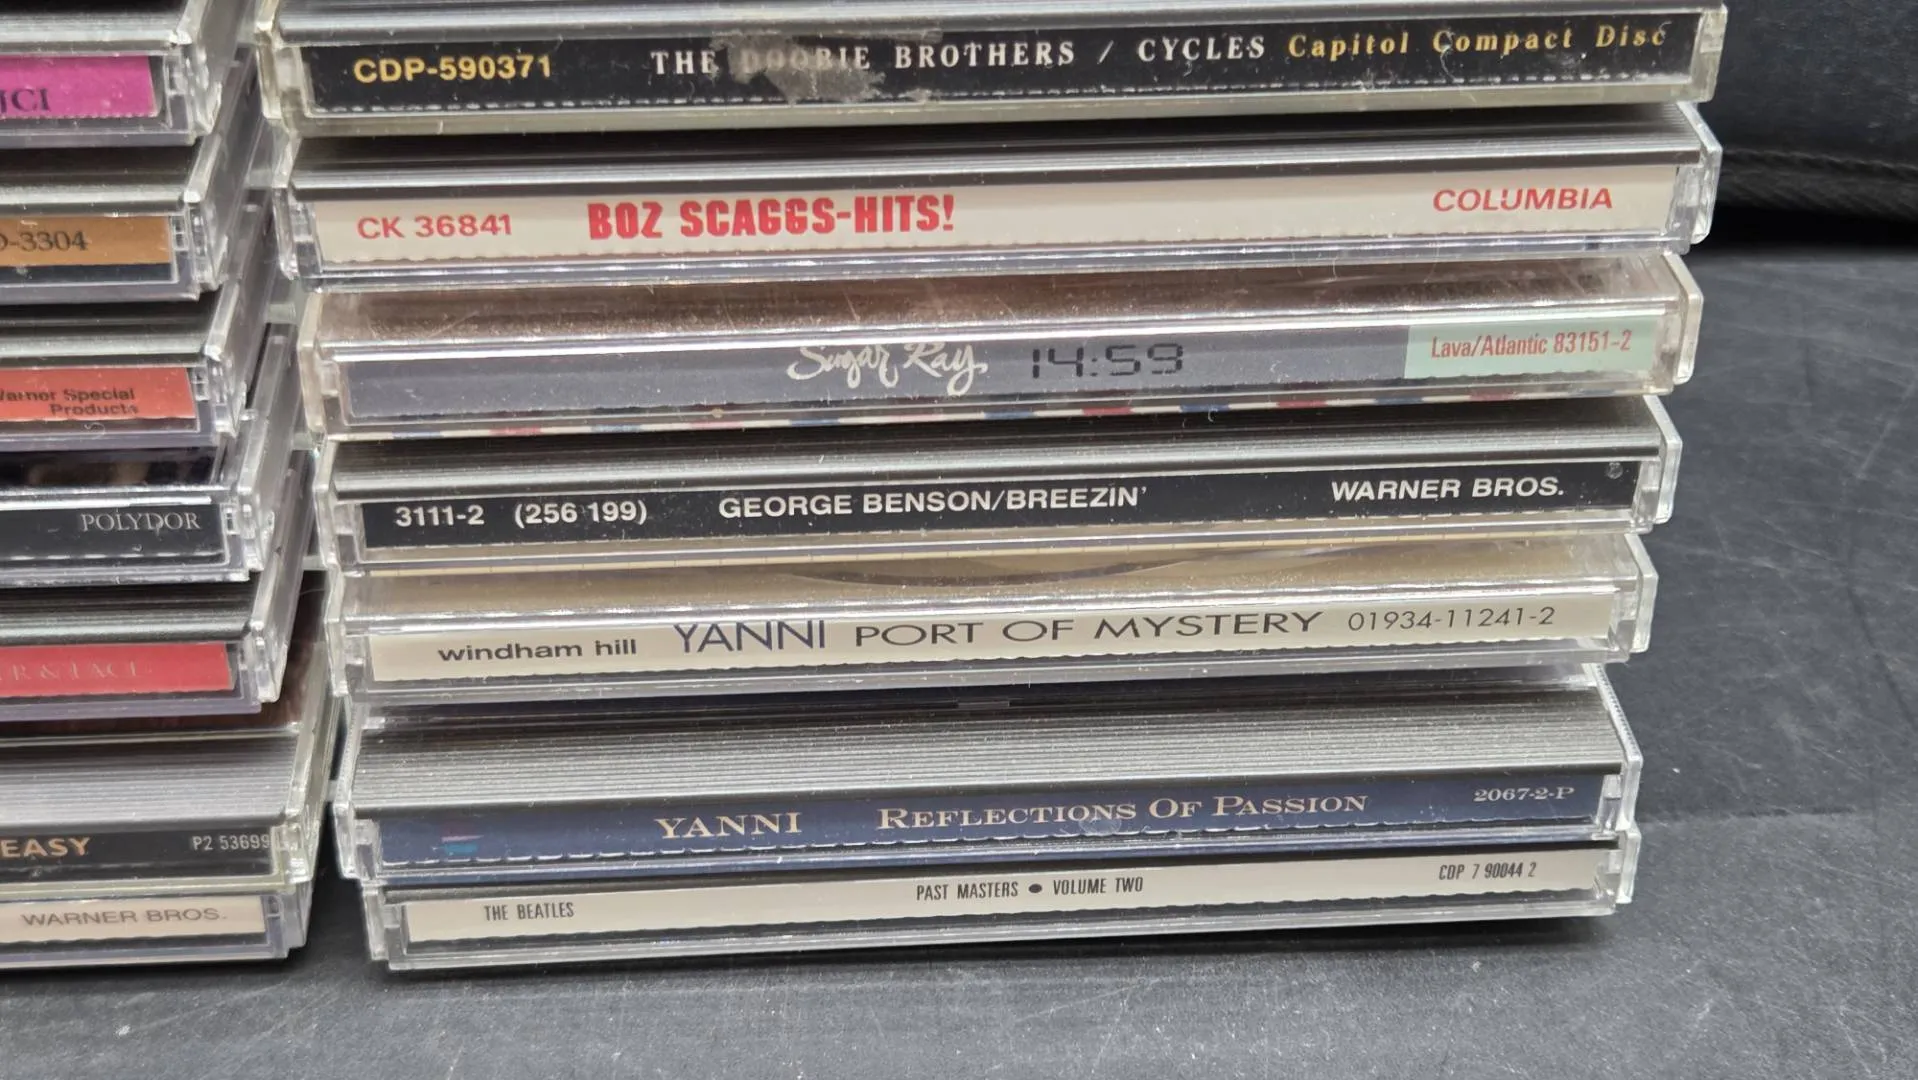 JCI
-3304
Warner Special
Products
POLYDOR
R & LACE
EASY P2 53699
WARNER BROS.
CDP-590371 THE DOOBIE BROTHERS / CYCLES Capitol Compact Disc
CK 36841 BOZ SCAGGS-HITS! COLUMBIA
Sugar Ray 14:59 Lava/Atlantic 83151-2
3111-2 (256 199) GEORGE BENSON/BREEZIN' WARNER BROS.
windham hill YANNI PORT OF MYSTERY 01934-11241-2
YANNI REFLECTIONS OF PASSION 2067-2-P
THE BEATLES PAST MASTERS • VOLUME TWO CDP 7 90044 2